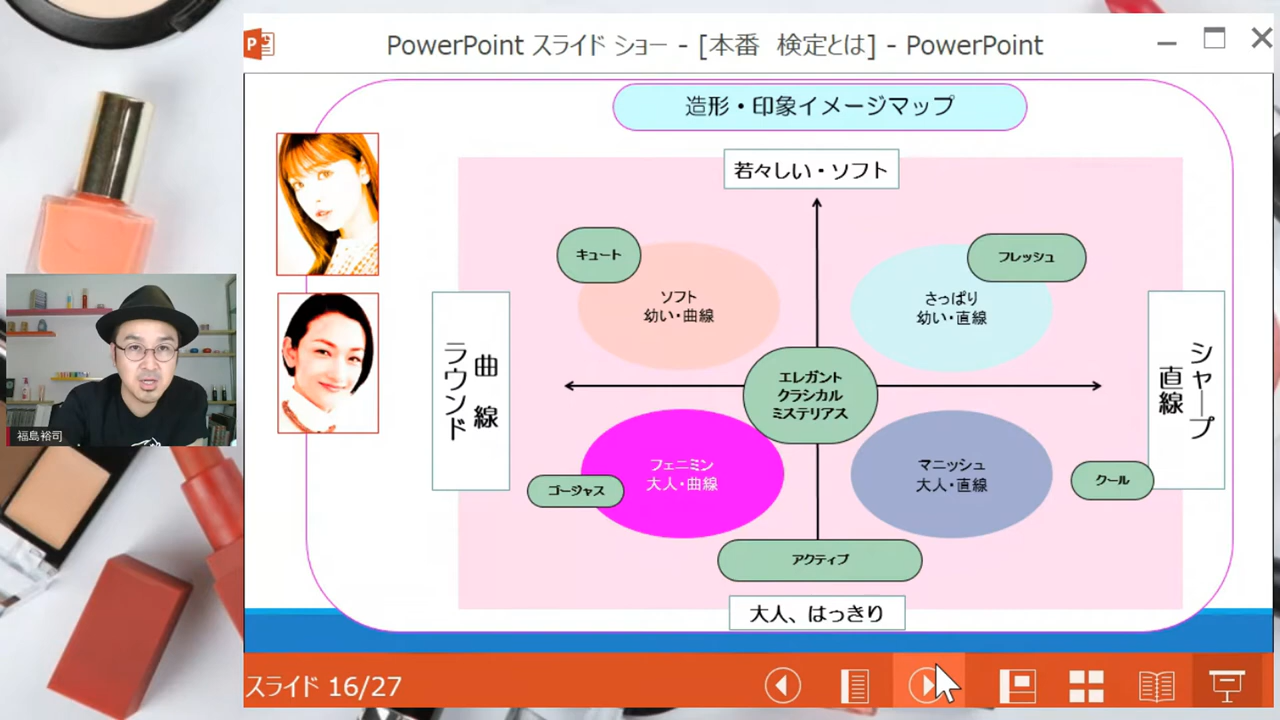 PowerPoint スライド ショー - [本番　検定とは] - PowerPoint
造形・印象イメージマップ
若々しい・ソフト
キュート
フレッシュ
ソフト
幼い・曲線
さっぱり
幼い・直線
曲線
ラウンド
シャープ
直線
エレガント
クラシカル
ミステリアス
フェニミン
大人・曲線
マニッシュ
大人・直線
ゴージャス
クール
アクティブ
大人、はっきり
福島裕司
スライド 16/27